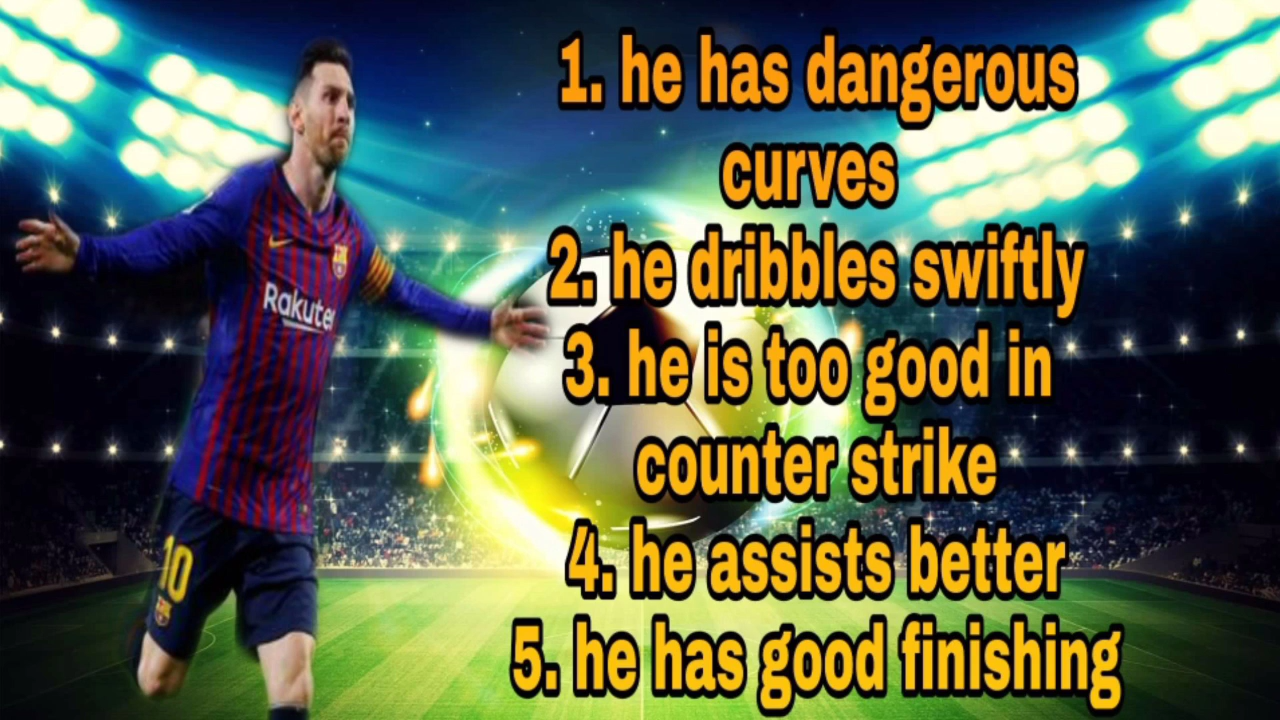 1. he has dangerous
curves
2. he dribbles swiftly
3. he is too good in
counter strike
4. he assists better
5. he has good finishing
Rakuten
10